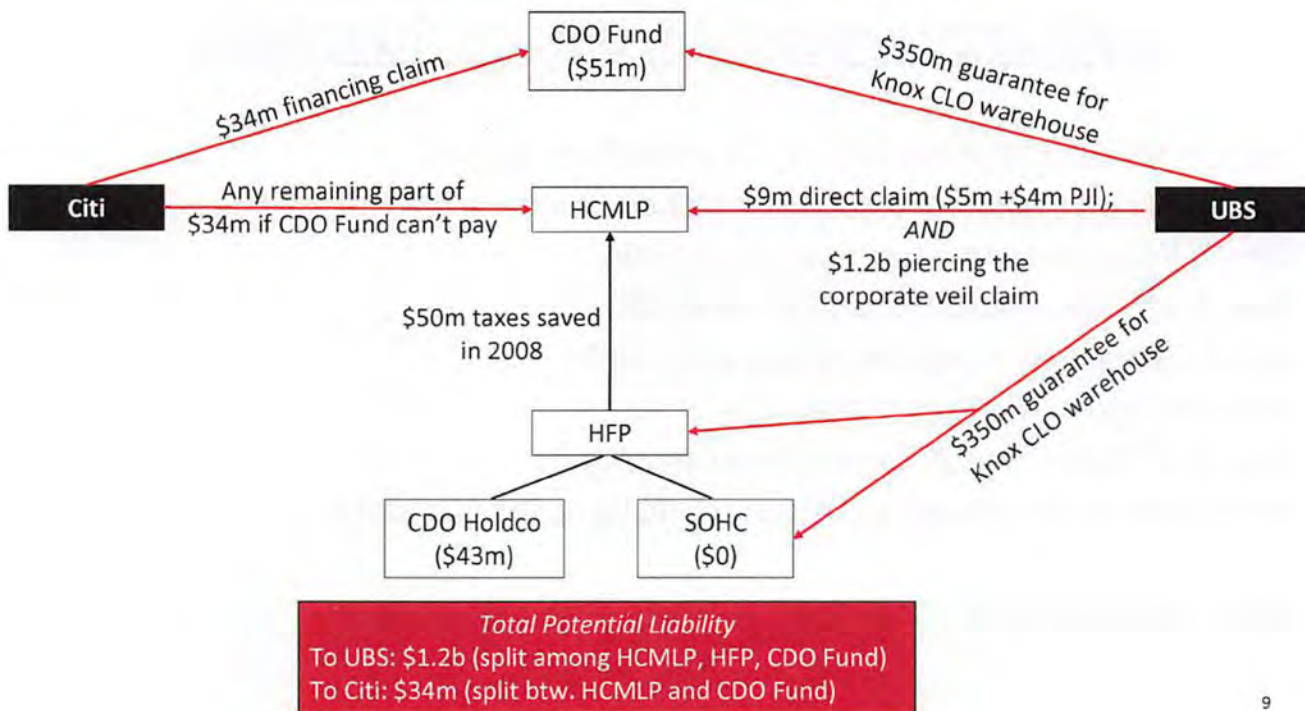 CDO Fund
($51m)
$34m financing claim
$350m guarantee for
Knox CLO warehouse
Citi
Any remaining part of
$34m if CDO Fund can't pay
HCMLP
$9m direct claim ($5m +$4m PJI);
AND
$1.2b piercing the
corporate veil claim
UBS
$50m taxes saved
in 2008
$350m guarantee for
Knox CLO warehouse
HFP
CDO Holdco
($43m)
SOHC
($0)
Total Potential Liability
To UBS: $1.2b (split among HCMLP, HFP, CDO Fund)
To Citi: $34m (split btw. HCMLP and CDO Fund)
9